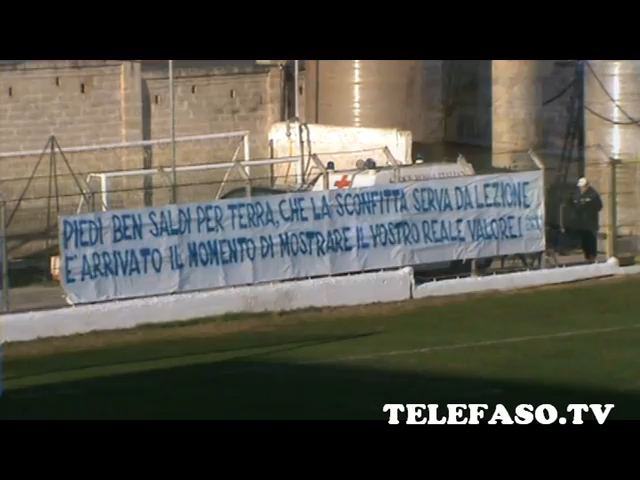 PIEDI BEN SALDI PER TERRA, CHE LA SCONFITTA SERVA DA LEZIONE
E' ARRIVATO IL MOMENTO DI MOSTRARE IL VOSTRO REALE VALORE!
TELEFASO.TV